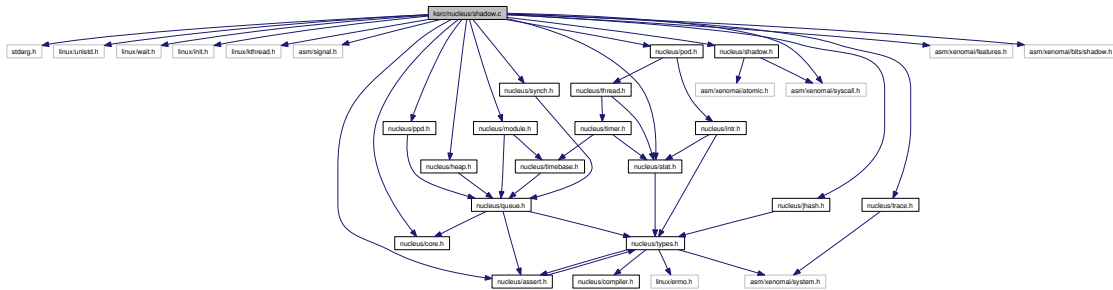 ksrc/nucleus/shadow.c
stdarg.h
linux/unistd.h
linux/wait.h
linux/init.h
linux/kthread.h
asm/signal.h
nucleus/pod.h
nucleus/shadow.h
asm/xenomai/features.h
asm/xenomai/bits/shadow.h
nucleus/synch.h
nucleus/thread.h
asm/xenomai/atomic.h
asm/xenomai/syscall.h
nucleus/ppd.h
nucleus/module.h
nucleus/timer.h
nucleus/intr.h
nucleus/heap.h
nucleus/timebase.h
nucleus/stat.h
nucleus/queue.h
nucleus/jhash.h
nucleus/trace.h
nucleus/core.h
nucleus/types.h
nucleus/assert.h
nucleus/compiler.h
linux/errno.h
asm/xenomai/system.h